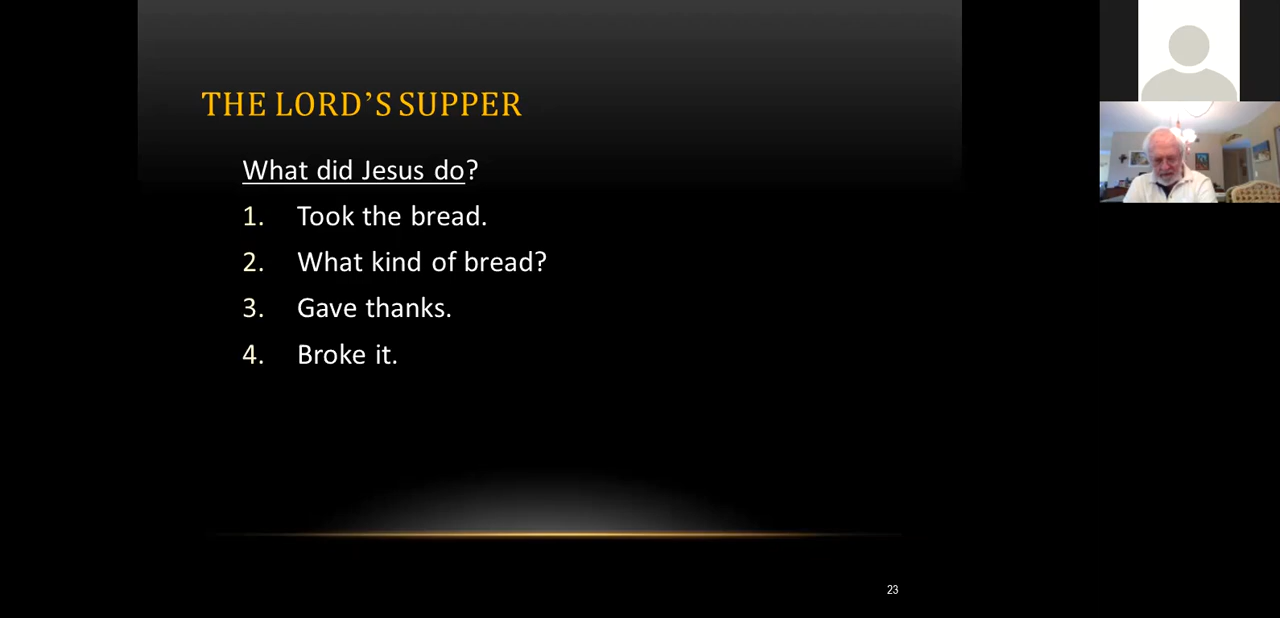 THE LORD’S SUPPER
What did Jesus do?
1. Took the bread.
2. What kind of bread?
3. Gave thanks.
4. Broke it.
23